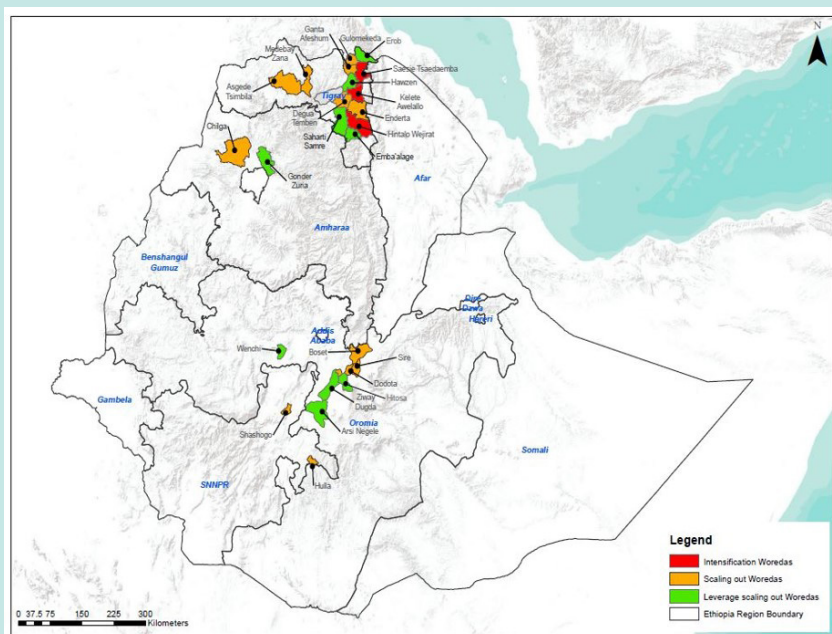 N
Ganta
Afeshum
Gulomekeda
Erob
Medebay
Zana
Saesie Tsaedaemba
Asgede
Tsimbila
Hawzen
Tigray
Kelete
Awelallo
Degua
Temben
Enderta
Hintalp Wejirat
Saharti
Samre
Emba'alage
Chilga
Gonder
Zuria
Afar
Amharaa
Benshangul
Gumuz
Dire
Dawa
Hareri
Addis
Ababa
Wenchi
Boset
Sire
Dodota
Hitosa
Ziway
Dugda
Gambela
Oromia
Arsi Negele
Shashogo
Somali
SNNPR
Hulla
Legend
Intensification Woredas
Scaling out Woredas
Leverage scaling out Woredas
Ethiopia Region Boundary
0 37.5 75 150 225 300
Kilometers